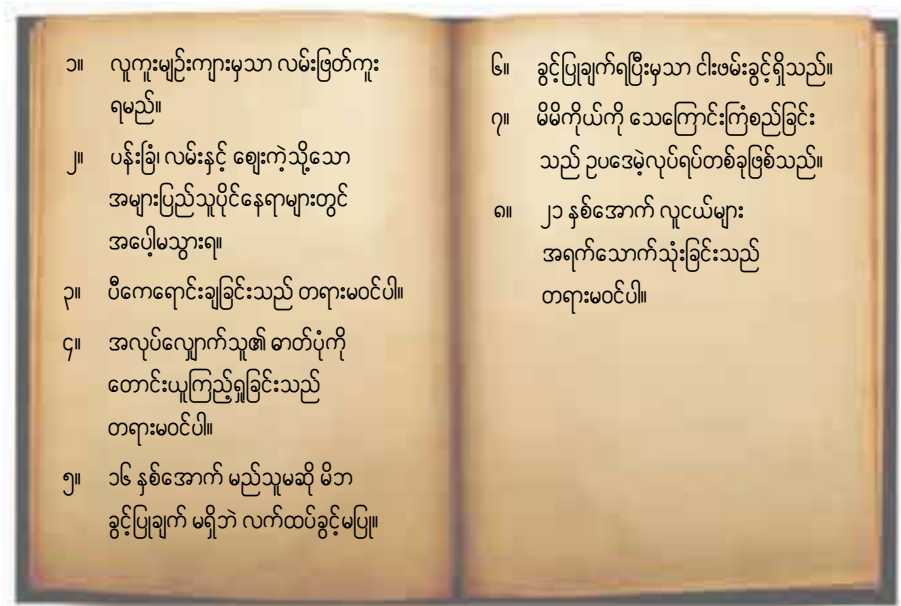 ၁။ လူကူးမျဉ်းကျားမှသာ လမ်းဖြတ်ကူး
ရမည်။
၂။ ပန်းခြံ၊ လမ်းနှင့် ဈေးကဲ့သို့သော
အများပြည်သူပိုင်နေရာများတွင်
အပေါ့မသွားရ။
၃။ ပီကေရောင်းချခြင်းသည် တရားမဝင်ပါ။
၄။ အလုပ်လျှောက်သူ၏ ဓာတ်ပုံကို
တောင်းယူကြည့်ရှုခြင်းသည်
တရားမဝင်ပါ။
၅။ ၁၆ နှစ်အောက် မည်သူမဆို မိဘ
ခွင့်ပြုချက် မရှိဘဲ လက်ထပ်ခွင့်မပြု။
၆။ ခွင့်ပြုချက်ရပြီးမှသာ ငါးဖမ်းခွင့်ရှိသည်။
၇။ မိမိကိုယ်ကို သေကြောင်းကြံစည်ခြင်း
သည် ဥပဒေမဲ့လုပ်ရပ်တစ်ခုဖြစ်သည်။
၈။ ၂၁ နှစ်အောက် လူငယ်များ
အရက်သောက်သုံးခြင်းသည်
တရားမဝင်ပါ။